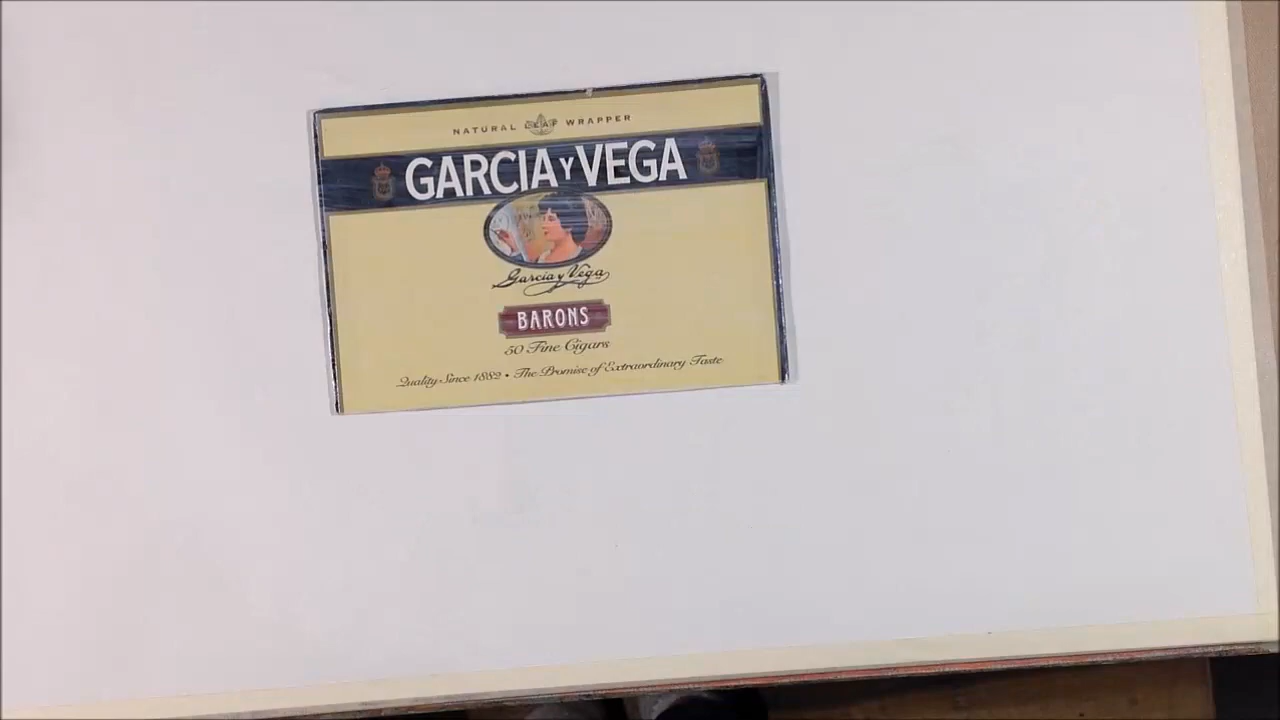 NATURAL LEAF WRAPPER
GARCIA Y VEGA
Garcia y Vega
BARONS
50 Fine Cigars
Quality Since 1882 • The Promise of Extraordinary Taste